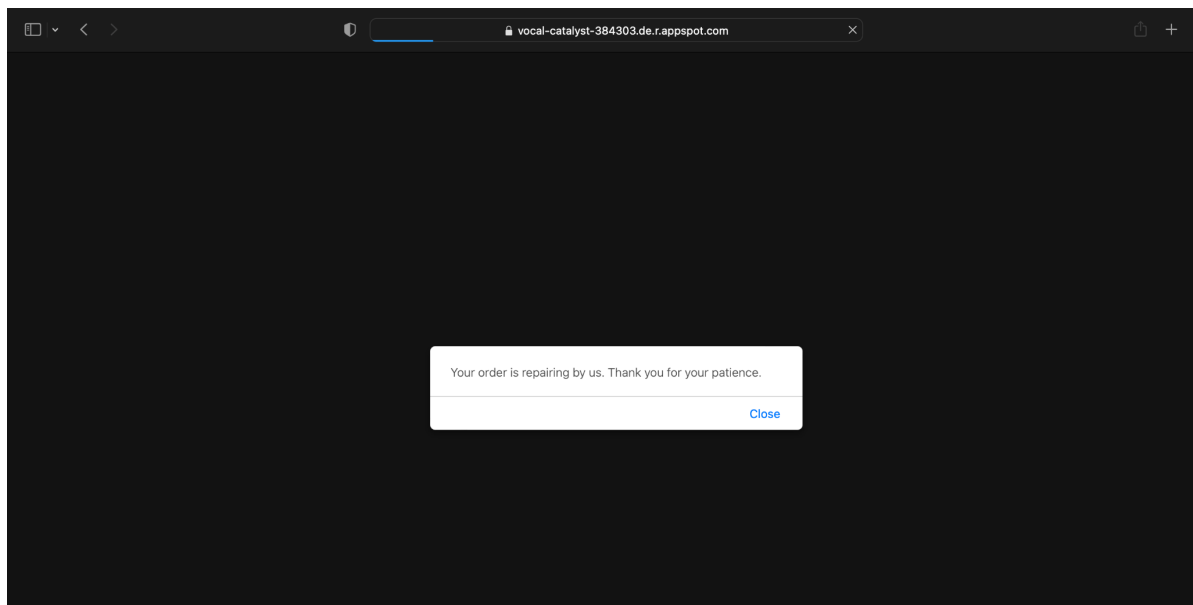 vocal-catalyst-384303.de.r.appspot.com
Your order is repairing by us. Thank you for your patience.
Close